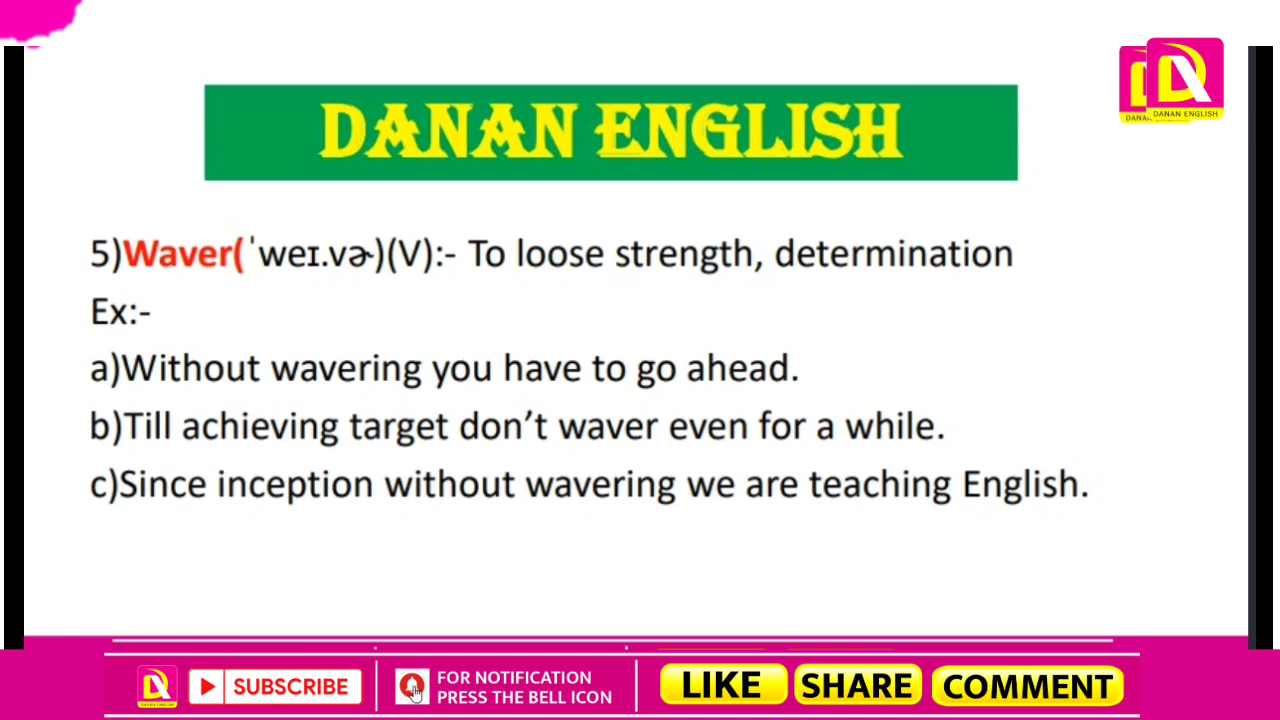 DANAN ENGLISH
DANAN ENGLISH
5)Waver(ˈweɪ.vɚ)(V):- To loose strength, determination
Ex:-
a)Without wavering you have to go ahead.
b)Till achieving target don’t waver even for a while.
c)Since inception without wavering we are teaching English.
SUBSCRIBE
FOR NOTIFICATION
PRESS THE BELL ICON
LIKE SHARE COMMENT
DANAN ENGLISH